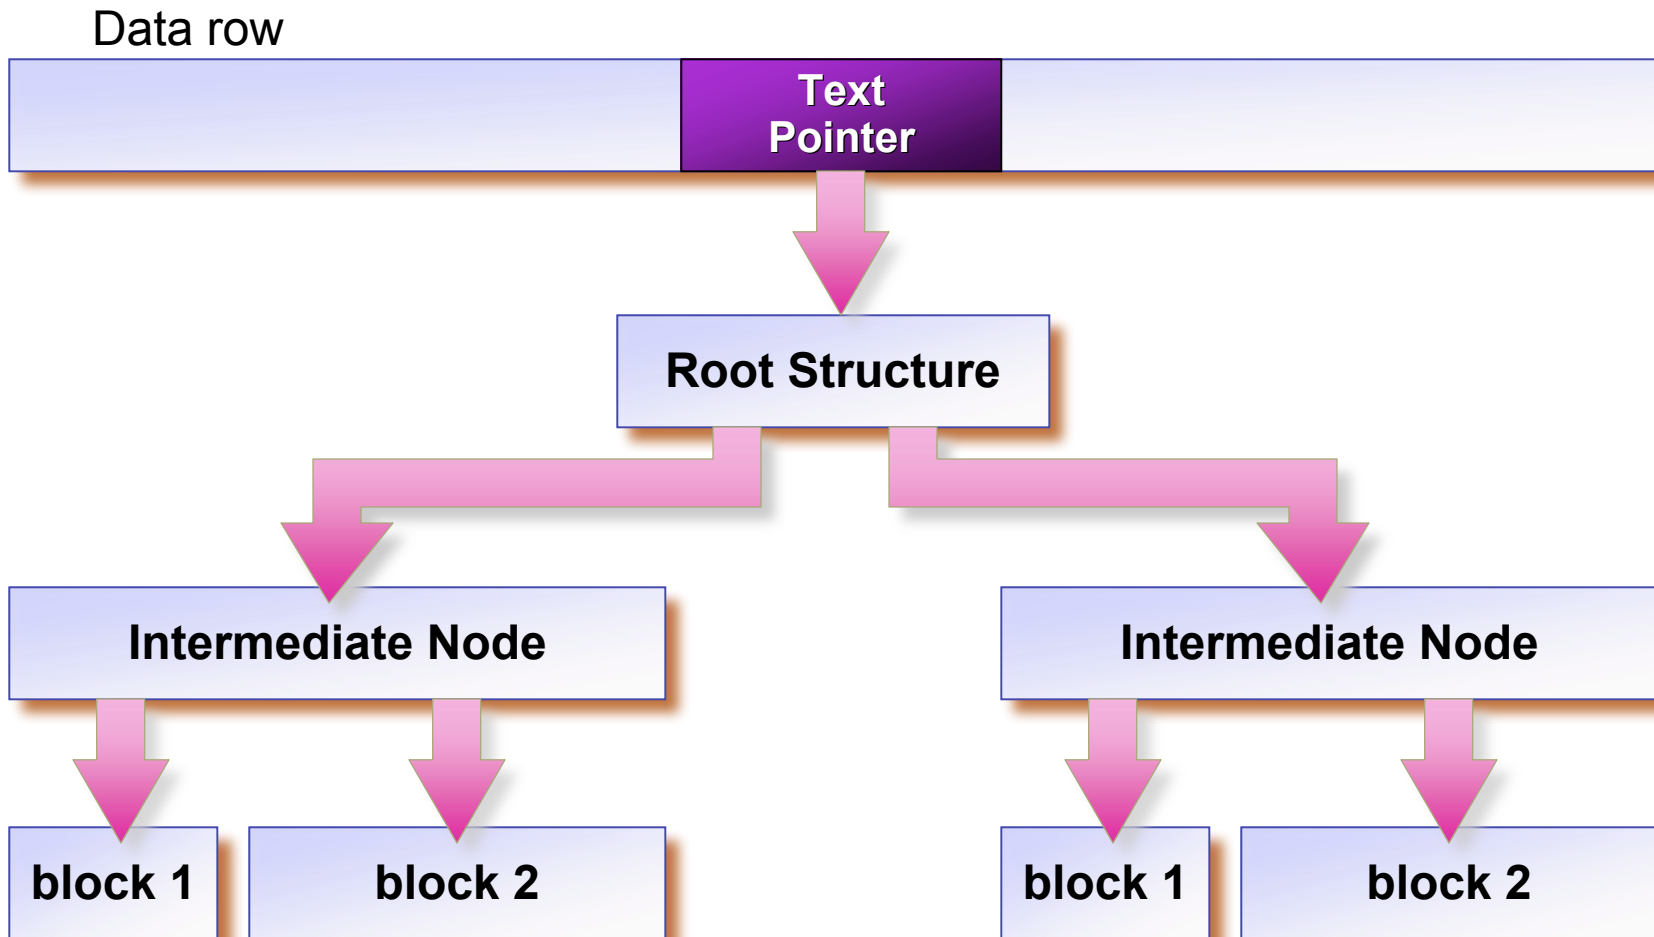 Data row
Text
Pointer
Root Structure
Intermediate Node
Intermediate Node
block 1
block 2
block 1
block 2